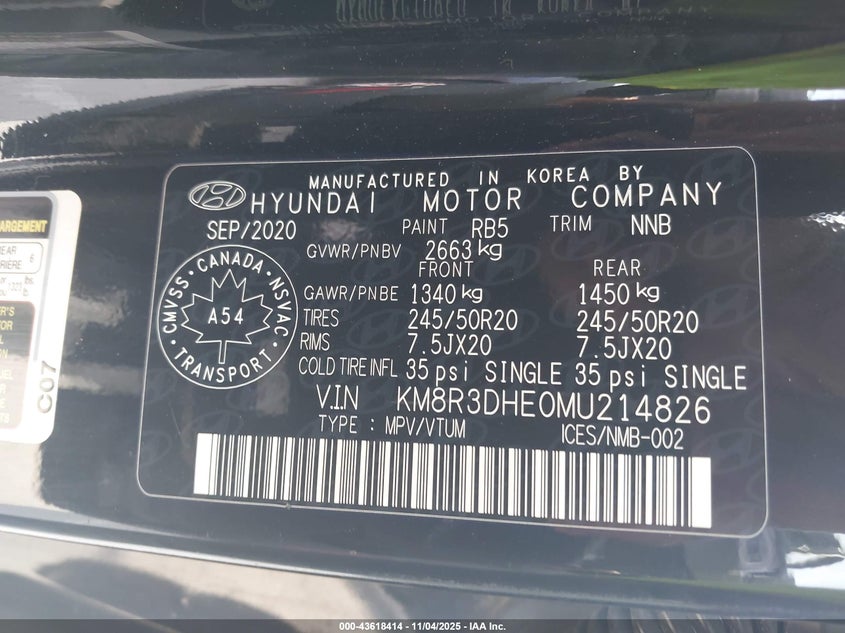 MANUFACTURED IN KOREA BY
HYUNDAI MOTOR COMPANY
SEP/2020 PAINT RB5 TRIM NNB
GVWR/PNBV 2663 kg
FRONT REAR
GAWR/PNBE 1340 kg 1450 kg
TIRES 245/50R20 245/50R20
RIMS 7.5JX20 7.5JX20
COLD TIRE INFL 35 psi SINGLE 35 psi SINGLE
V.I.N KM8R3DHE0MU214826
TYPE : MPV/VTUM ICES/NMB-002
CANADA
CMVSS NSVAC
A54
TRANSPORT
C07
000-43618414 - 11/04/2025 - IAA Inc.